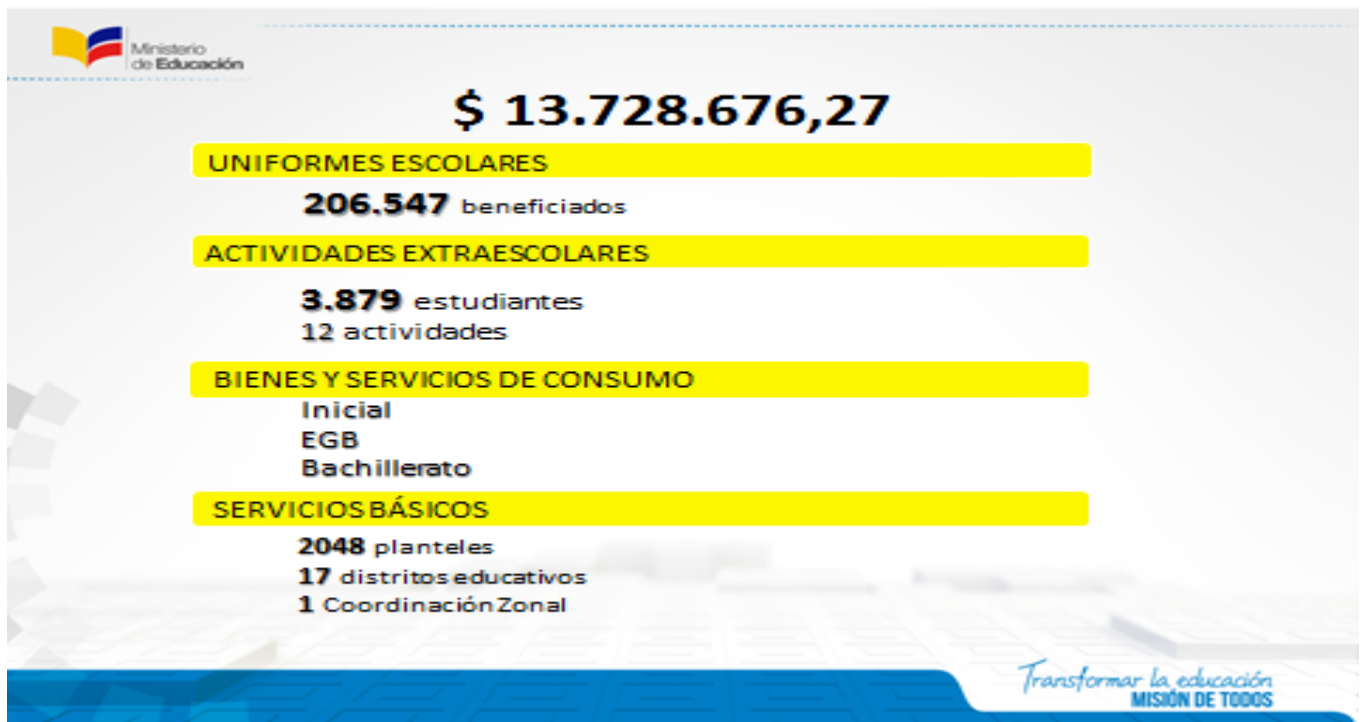 Ministerio
de Educación
$ 13.728.676,27
UNIFORMES ESCOLARES
206.547 beneficiados
ACTIVIDADES EXTRAESCOLARES
3.879 estudiantes
12 actividades
BIENES Y SERVICIOS DE CONSUMO
Inicial
EGB
Bachillerato
SERVICIOS BÁSICOS
2048 planteles
17 distritos educativos
1 Coordinación Zonal
Transformar la educación
MISIÓN DE TODOS